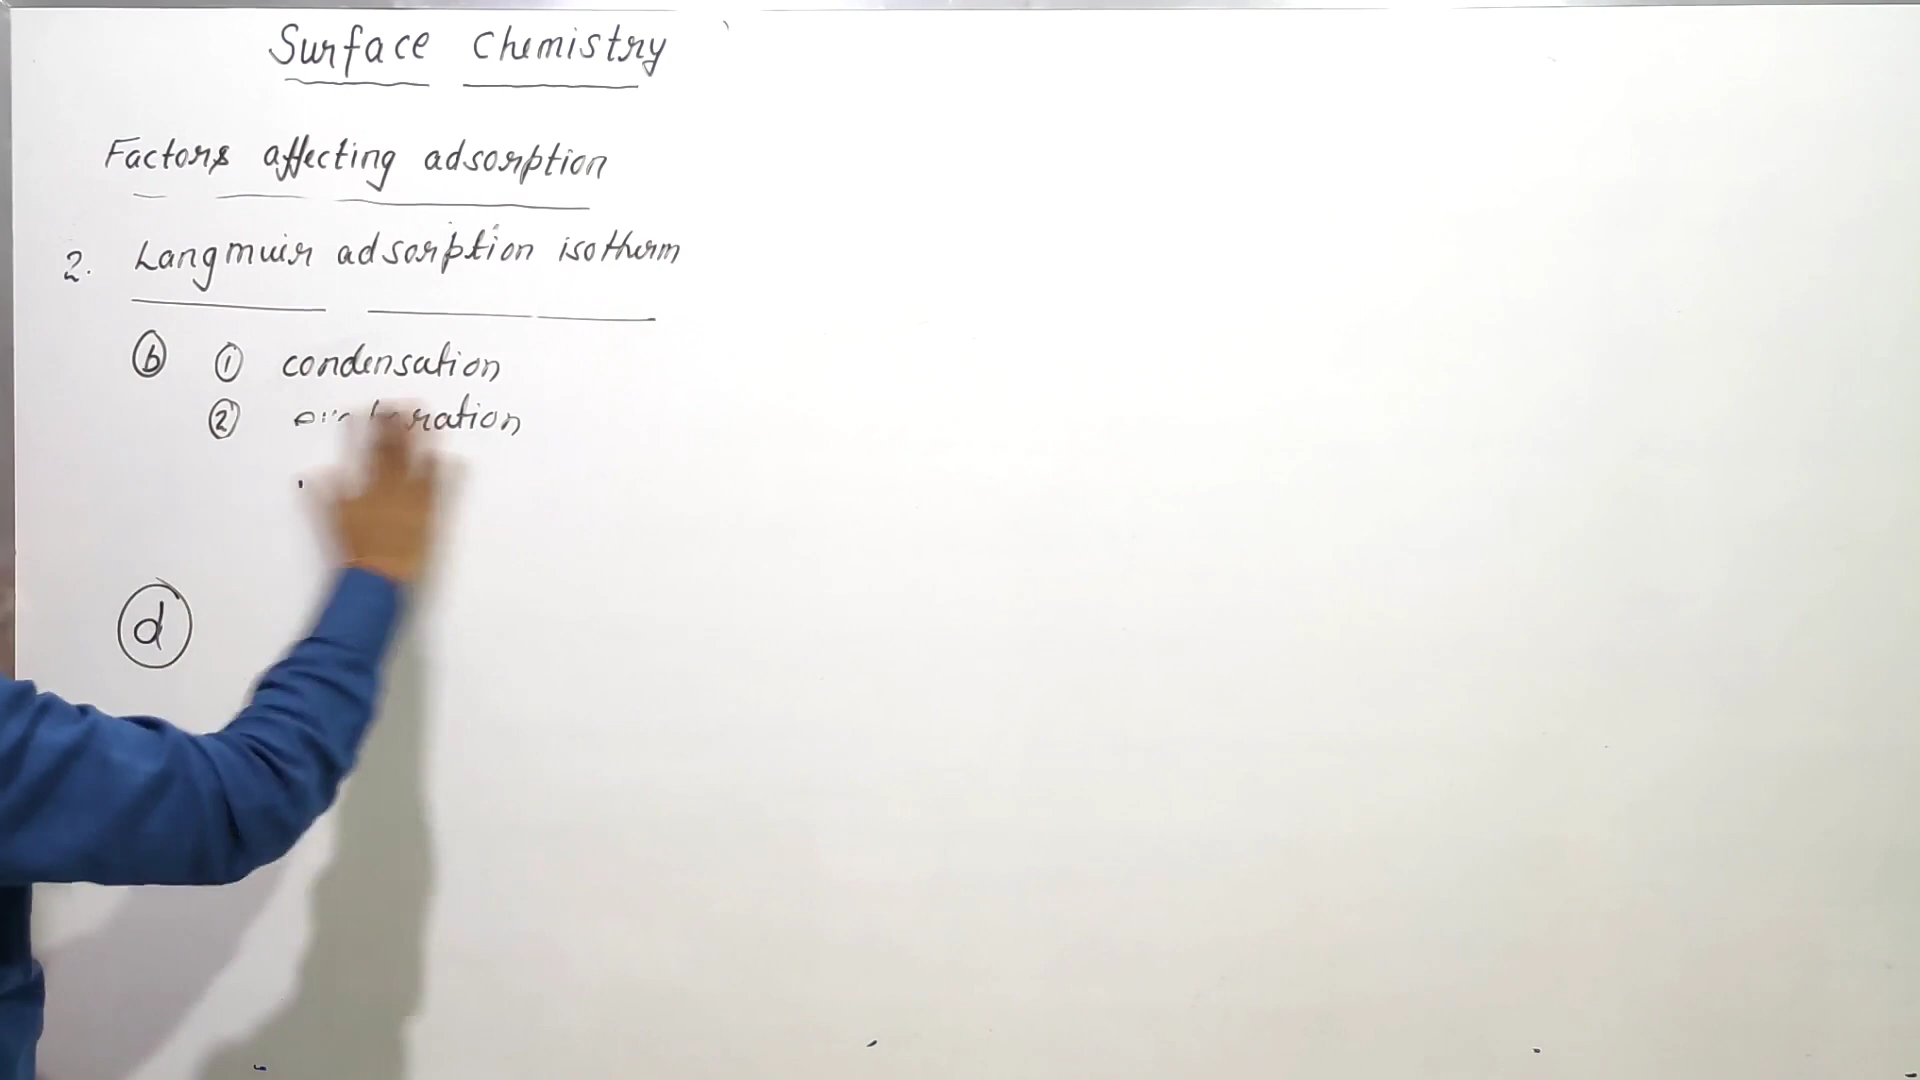 Surface Chemistry
Factors affecting adsorption
2. Langmuir adsorption isotherm
b 1 condensation
2
d